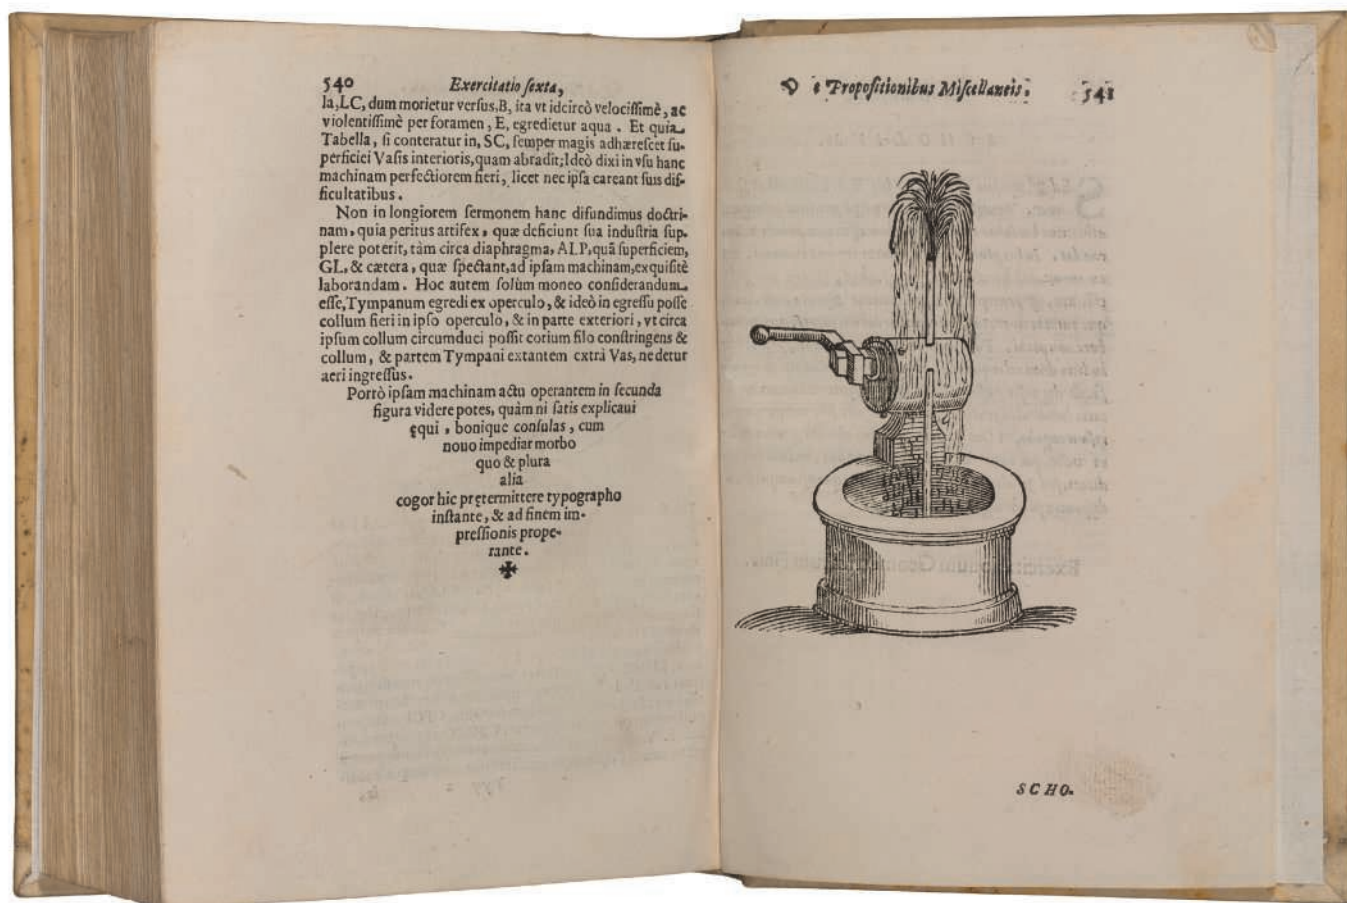 540 Exercitatio sexta,
la, LC, dum morietur versus, B, ita vt idcircò velocissimè, ac
violentissimè per foramen, E, egredietur aqua. Et quia
Tabella, si conteratur in, SC, semper magis adhærescet su-
perficiei Vasis interioris, quam abradit; Ideò dixi in vsu hanc
machinam perfectiorem fieri, licet nec ipsa careant suis dif-
ficultatibus.
Non in longiorem sermonem hanc difundimus doctri-
nam, quia peritus artifex, quæ deficiunt sua industria sup-
plere poterit, tàm circa diaphragma, ALP, quã superficiem,
GL, & cætera, quæ spectant, ad ipsam machinam, exquisitè
laborandam. Hoc autem solùm moneo considerandum
esse, Tympanum egredi ex operculo, & ideò in egressu posse
collum fieri in ipso operculo, & in parte exteriori, vt circa
ipsum collum circumduci possit corium filo constringens &
collum, & partem Tympani extantem extrà Vas, ne detur
aeri ingressus.
Porrò ipsam machinam actu operantem in secunda
figura videre potes, quàm ni satis explicaui
ęqui, bonique consulas, cum
nouo impediar morbo
quo & plura
alia
cogor hic prętermittere typographo
instante, & ad finem im-
pressionis prope-
rante.
De Propositionibus Miscellaneis. 541
SCHO-